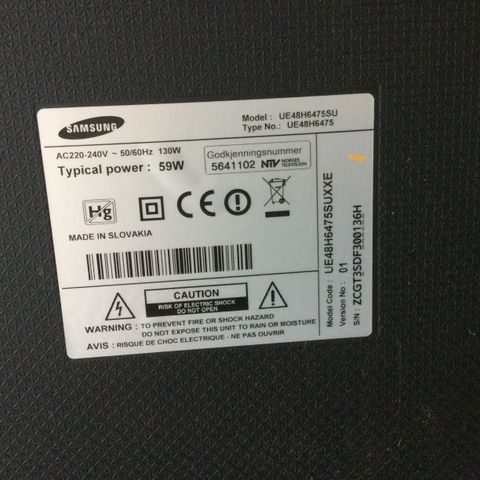 SAMSUNG
Model : UE48H6475SU
Type No.: UE48H6475
AC220-240V ~ 50/60Hz 130W
Typical power : 59W
Godkjenningsnummer
5641102 NTV NORGES TELEVISJON
Hg
CE
MADE IN SLOVAKIA
CAUTION
RISK OF ELECTRIC SHOCK
DO NOT OPEN
WARNING : TO PREVENT FIRE OR SHOCK HAZARD
DO NOT EXPOSE THIS UNIT TO RAIN OR MOISTURE
AVIS : RISQUE DE CHOC ELECTRIQUE - NE PAS OUVRIR
Model Code : UE48H6475SUXXE
Version No : 01
S/N : ZCGT3SDF300136H